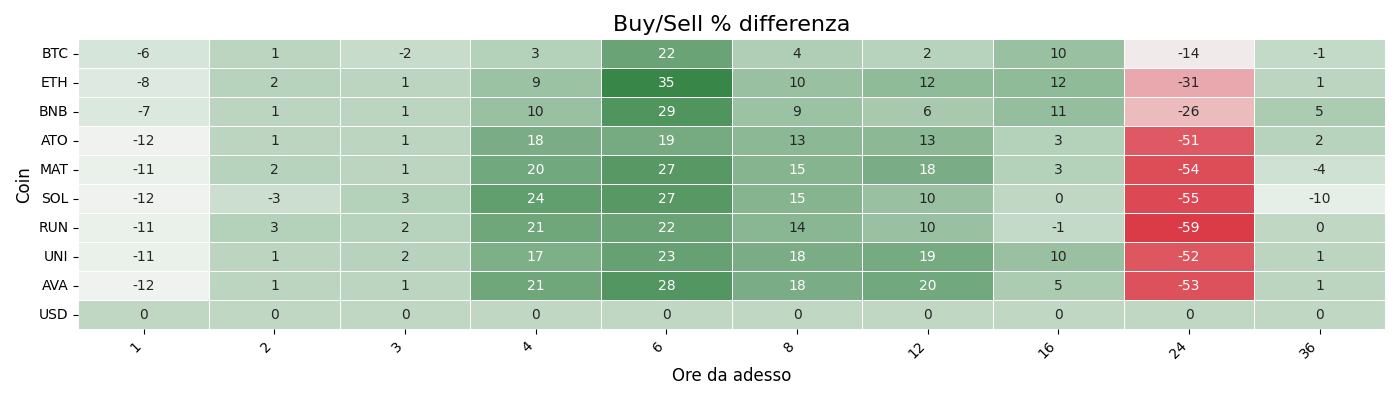 Buy/Sell % differenza
Coin
BTC -6 1 -2 3 22 4 2 10 -14 -1
ETH -8 2 1 9 35 10 12 12 -31 1
BNB -7 1 1 10 29 9 6 11 -26 5
ATO -12 1 1 18 19 13 13 3 -51 2
MAT -11 2 1 20 27 15 18 3 -54 -4
SOL -12 -3 3 24 27 15 10 0 -55 -10
RUN -11 3 2 21 22 14 10 -1 -59 0
UNI -11 1 2 17 23 18 19 10 -52 1
AVA -12 1 1 21 28 18 20 5 -53 1
USD 0 0 0 0 0 0 0 0 0 0
1 2 3 4 6 8 12 16 24 36
Ore da adesso